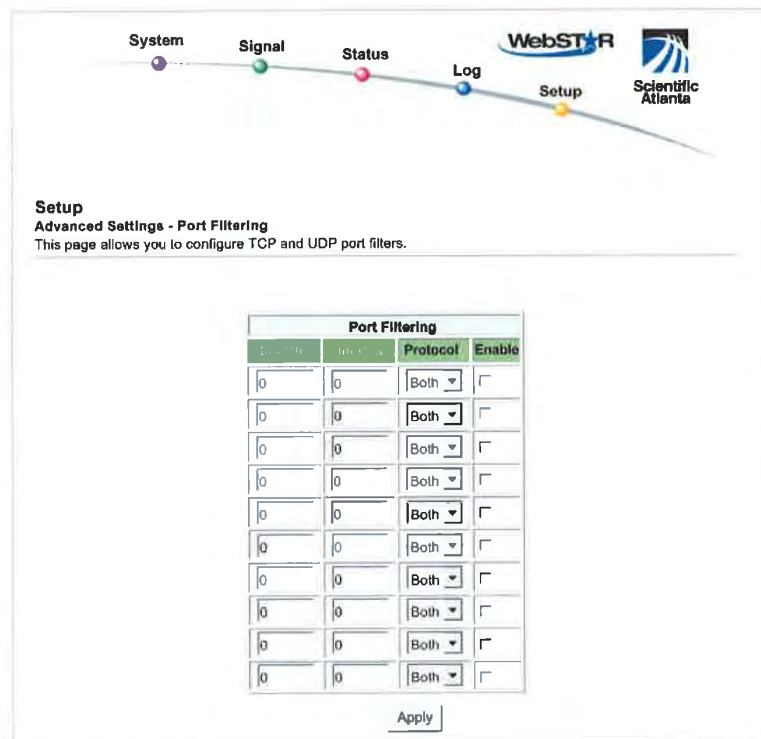 System Signal Status Log Setup
WebSTAR
Scientific
Atlanta
Setup
Advanced Settings - Port Filtering
This page allows you to configure TCP and UDP port filters.
Port Filtering
Protocol Enable
0 0 Both
0 0 Both
0 0 Both
0 0 Both
0 0 Both
0 0 Both
0 0 Both
0 0 Both
0 0 Both
0 0 Both
Apply